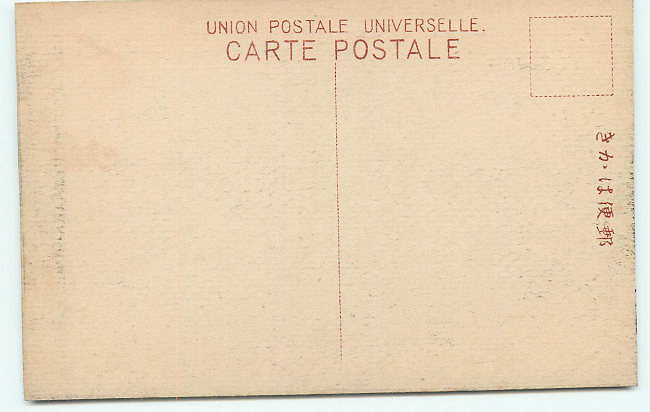 UNION POSTALE UNIVERSELLE.
CARTE POSTALE
郵便はかき